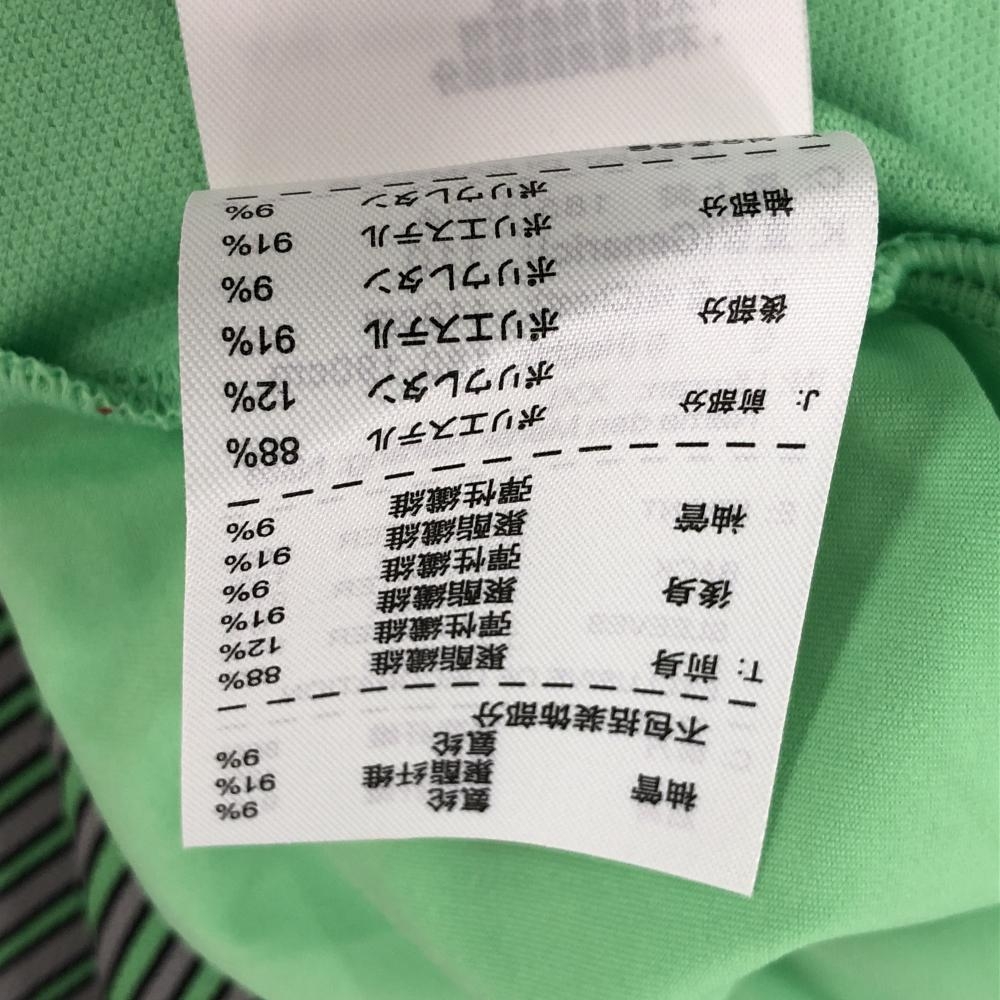 氨纶 9%
袖管 聚酯纤维 91%
氨纶 9%
不包括装饰部分
T: 前身 聚酯纖維 88%
彈性纖維 12%
後身 聚酯纖維 91%
彈性纖維 9%
袖管 聚酯纖維 91%
彈性纖維 9%
J: 前部分 ポリエステル 88%
ポリウレタン 12%
後部分 ポリエステル 91%
ポリウレタン 9%
袖部分 ポリエステル 91%
ポリウレタン 9%